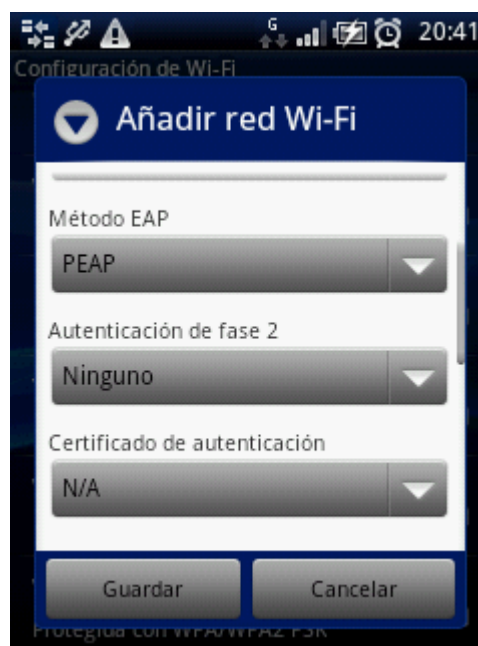 G 20:41
Configuración de Wi-Fi
Añadir red Wi-Fi
Método EAP
PEAP
Autenticación de fase 2
Ninguno
Certificado de autenticación
N/A
Guardar Cancelar
Protegida con WPA/WPA2 PSK